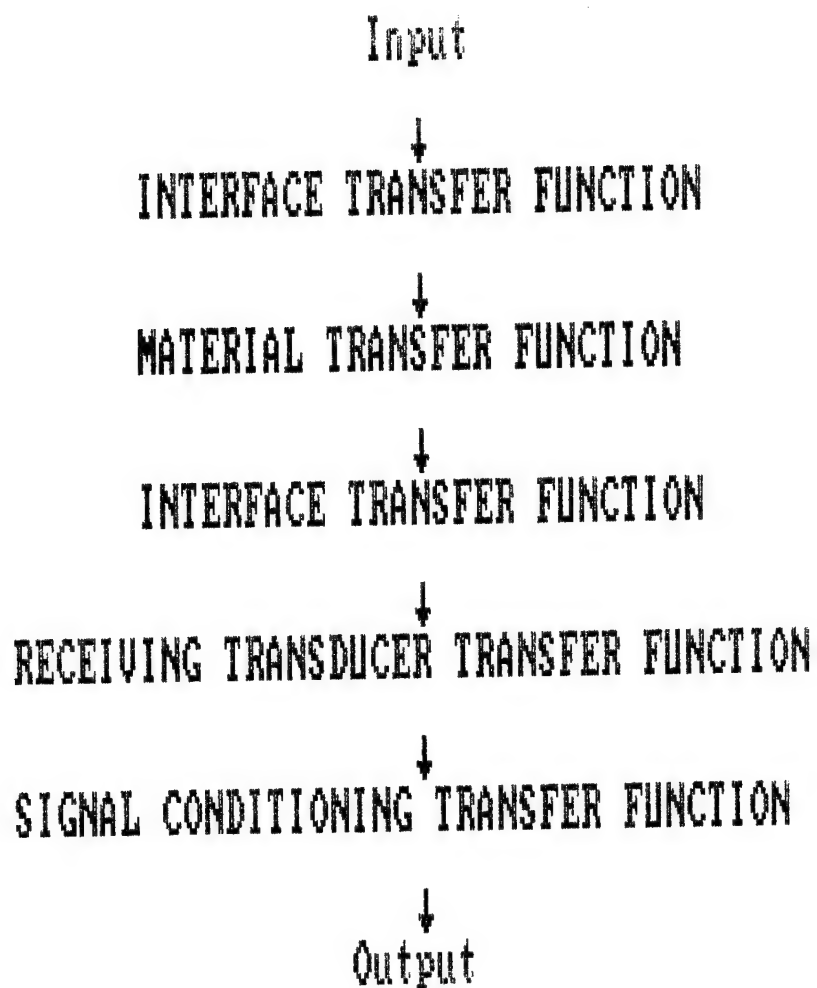 Input
↓
INTERFACE TRANSFER FUNCTION
↓
MATERIAL TRANSFER FUNCTION
↓
INTERFACE TRANSFER FUNCTION
↓
RECEIVING TRANSDUCER TRANSFER FUNCTION
↓
SIGNAL CONDITIONING TRANSFER FUNCTION
↓
Output